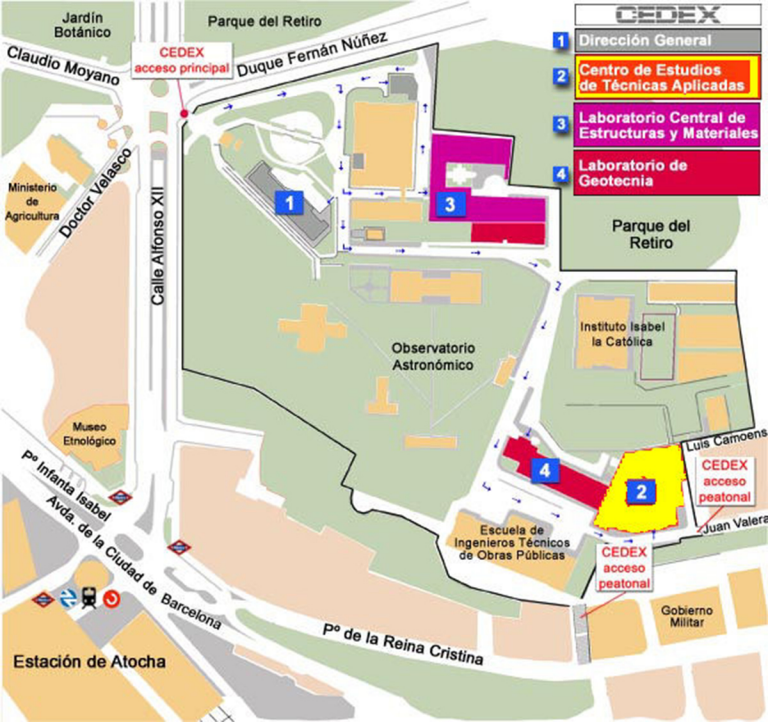 Jardín
Botánico
Parque del Retiro
Claudio Moyano
CEDEX
acceso principal
Duque Fernán Núñez
CEDEX
1 Dirección General
2 Centro de Estudios
de Técnicas Aplicadas
3 Laboratorio Central de
Estructuras y Materiales
4 Laboratorio de
Geotecnia
Ministerio
de
Agricultura
Doctor Velasco
Calle Alfonso XII
1
3
Parque del
Retiro
Observatorio
Astronómico
Instituto Isabel
la Católica
Museo
Etnológico
Luis Camoens
CEDEX
acceso
peatonal
4
2
Pº Infanta Isabel
Avda. de la Ciudad de Barcelona
Juan Valera
Escuela de
Ingenieros Técnicos
de Obras Públicas
CEDEX
acceso
peatonal
Gobierno
Militar
Pº de la Reina Cristina
Estación de Atocha